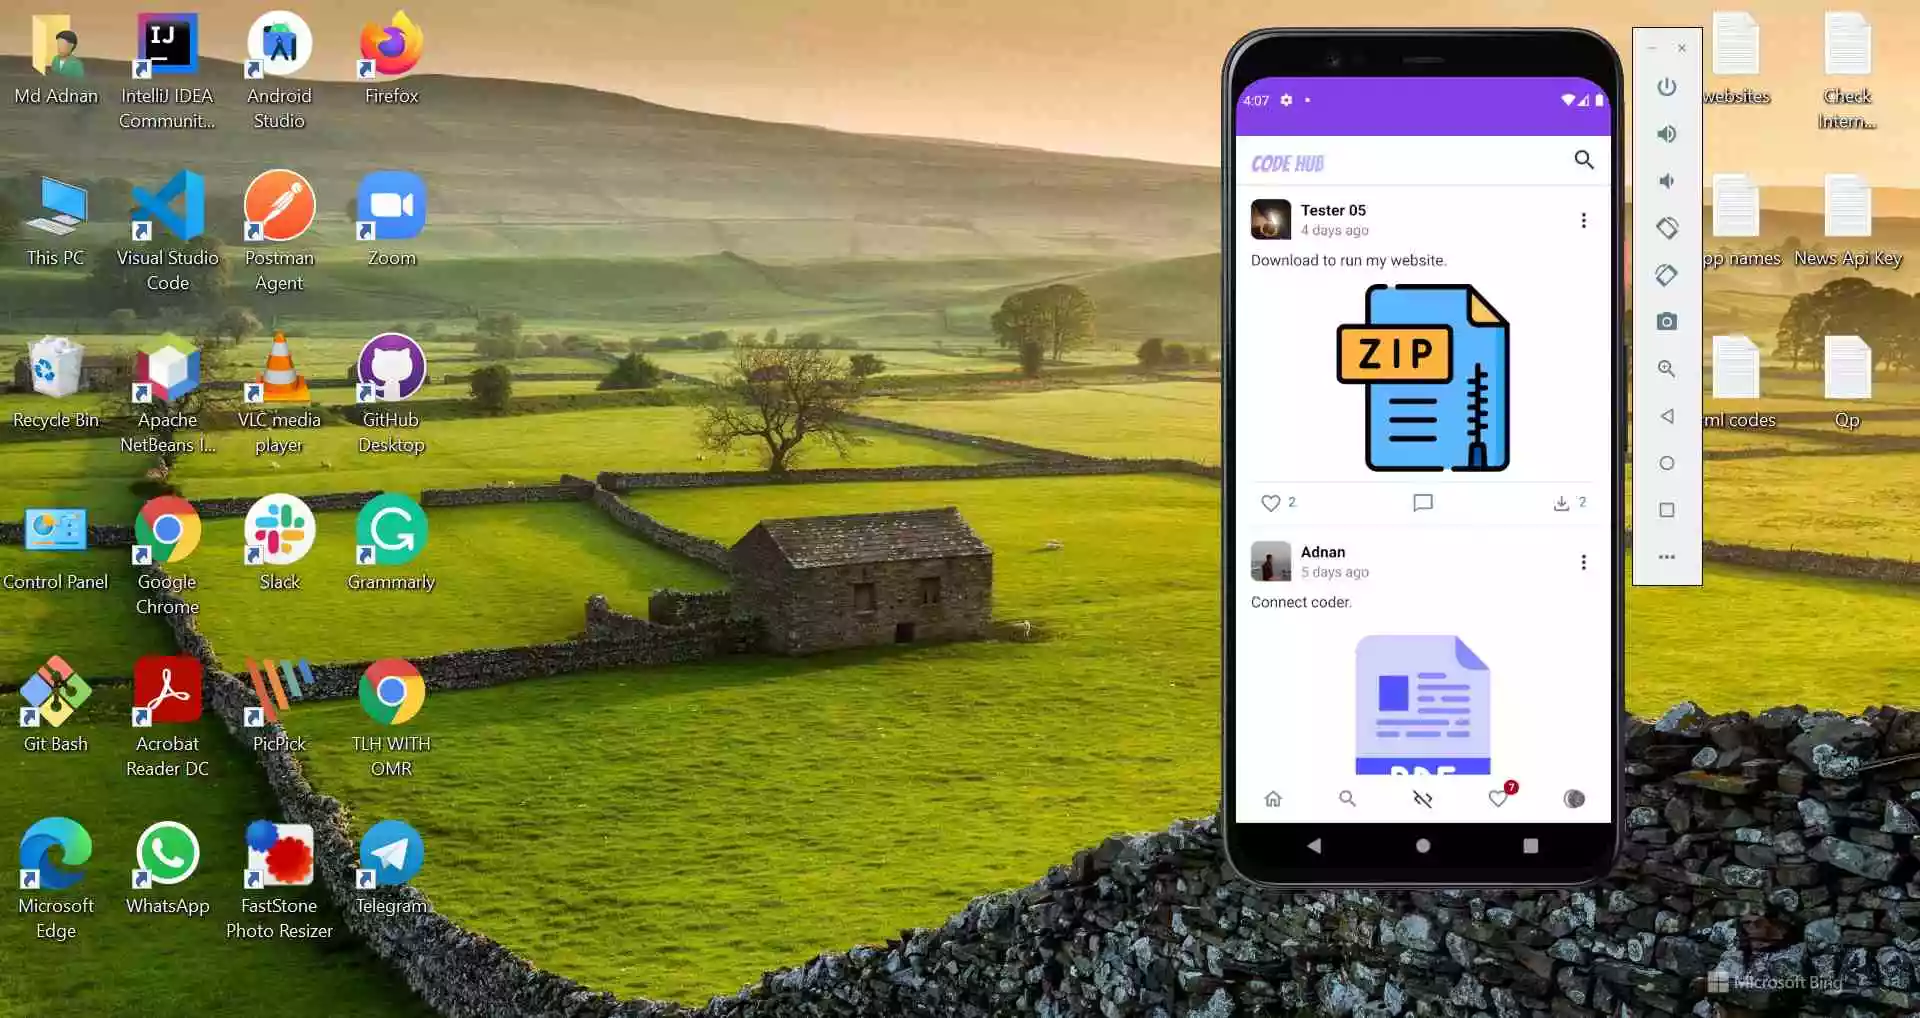 Md Adnan
IntelliJ IDEA
Communit...
Android
Studio
Firefox
This PC
Visual Studio
Code
Postman
Agent
Zoom
Recycle Bin
Apache
NetBeans I...
VLC media
player
GitHub
Desktop
Control Panel
Google
Chrome
Slack
Grammarly
Git Bash
Acrobat
Reader DC
PicPick
TLH WITH
OMR
Microsoft
Edge
WhatsApp
FastStone
Photo Resizer
Telegram
IJ
4:07
CODE HUB
Tester 05
4 days ago
Download to run my website.
ZIP
2
2
Adnan
5 days ago
Connect coder.
PDF
7
websites
Check
Intern...
pp names
News Api Key
ml codes
Qp
Microsoft Bing